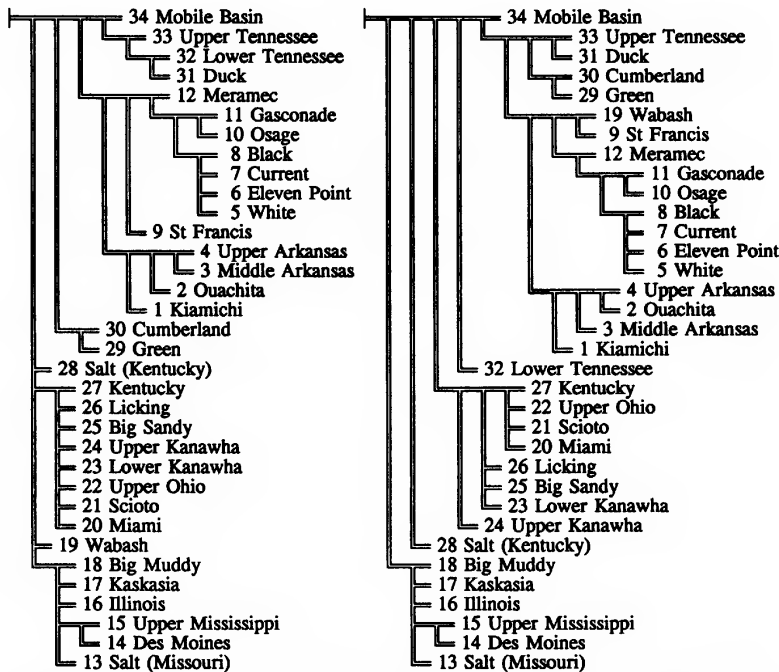 34 Mobile Basin
33 Upper Tennessee
32 Lower Tennessee
31 Duck
12 Meramec
11 Gasconade
10 Osage
8 Black
7 Current
6 Eleven Point
5 White
9 St Francis
4 Upper Arkansas
3 Middle Arkansas
2 Ouachita
1 Kiamichi
30 Cumberland
29 Green
28 Salt (Kentucky)
27 Kentucky
26 Licking
25 Big Sandy
24 Upper Kanawha
23 Lower Kanawha
22 Upper Ohio
21 Scioto
20 Miami
19 Wabash
18 Big Muddy
17 Kaskasia
16 Illinois
15 Upper Mississippi
14 Des Moines
13 Salt (Missouri)
34 Mobile Basin
33 Upper Tennessee
31 Duck
30 Cumberland
29 Green
19 Wabash
9 St Francis
12 Meramec
11 Gasconade
10 Osage
8 Black
7 Current
6 Eleven Point
5 White
4 Upper Arkansas
2 Ouachita
3 Middle Arkansas
1 Kiamichi
32 Lower Tennessee
27 Kentucky
22 Upper Ohio
21 Scioto
20 Miami
26 Licking
25 Big Sandy
23 Lower Kanawha
24 Upper Kanawha
28 Salt (Kentucky)
18 Big Muddy
17 Kaskasia
16 Illinois
15 Upper Mississippi
14 Des Moines
13 Salt (Missouri)